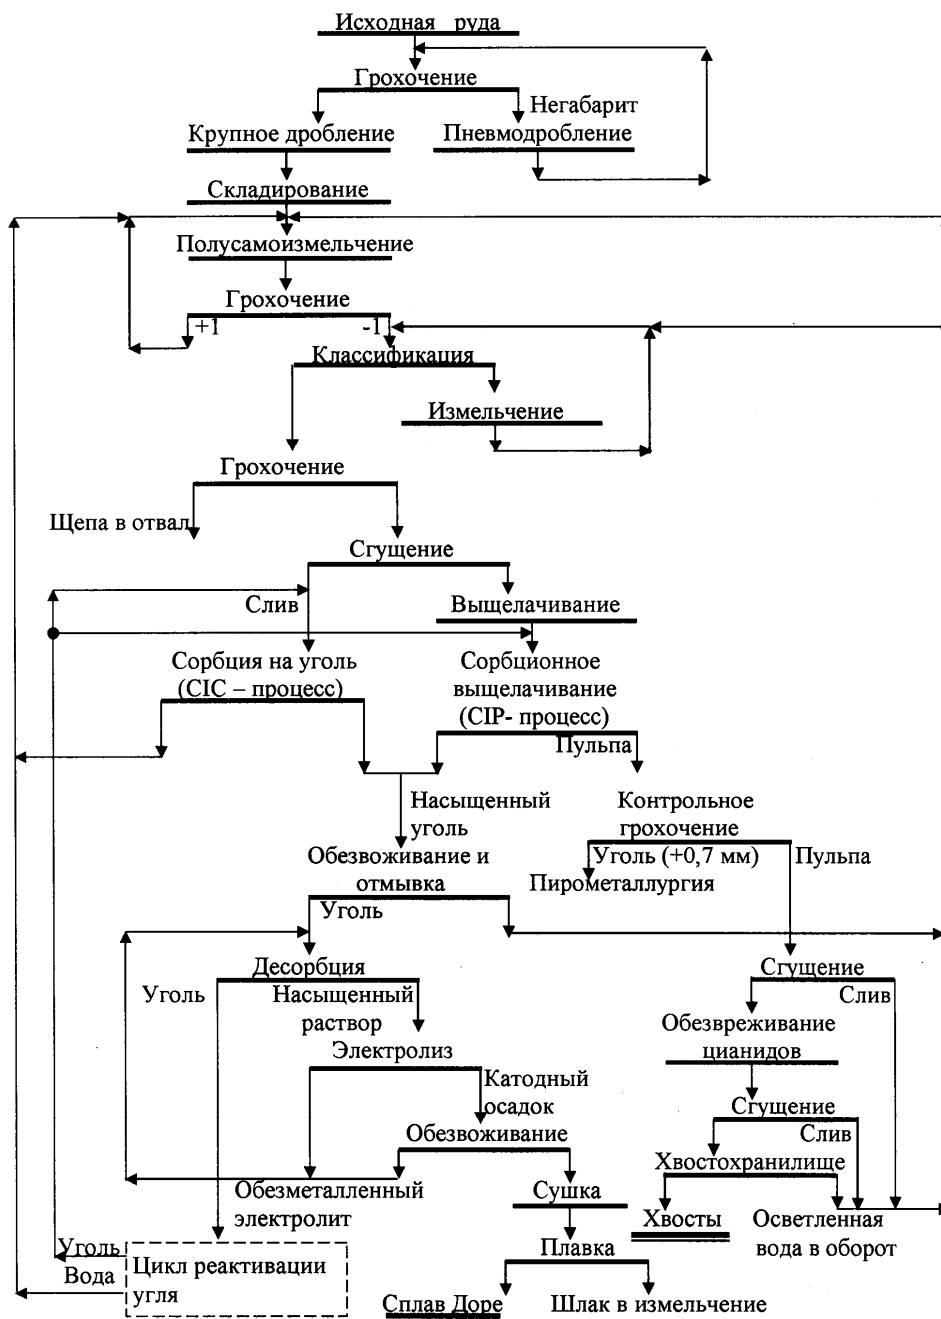 Исходная руда
Грохочение
Негабарит
Крупное дробление
Пневмодробление
Складирование
Полусамоизмельчение
Грохочение
+1
-1
Классификация
Измельчение
Грохочение
Щепа в отвал
Сгущение
Слив
Выщелачивание
Сорбция на уголь
(CIC – процесс)
Сорбционное
выщелачивание
(CIP- процесс)
Пульпа
Насыщенный
уголь
Контрольное
грохочение
Обезвоживание и
отмывка
Уголь (+0,7 мм)
Пульпа
Пирометаллургия
Уголь
Десорбция
Сгущение
Уголь
Насыщенный
раствор
Слив
Обезвреживание
цианидов
Электролиз
Катодный
осадок
Сгущение
Обезвоживание
Слив
Хвостохранилище
Обезметалленный
электролит
Сушка
Хвосты
Осветленная
вода в оборот
Уголь
Вода
Цикл реактивации
угля
Плавка
Сплав Доре
Шлак в измельчение